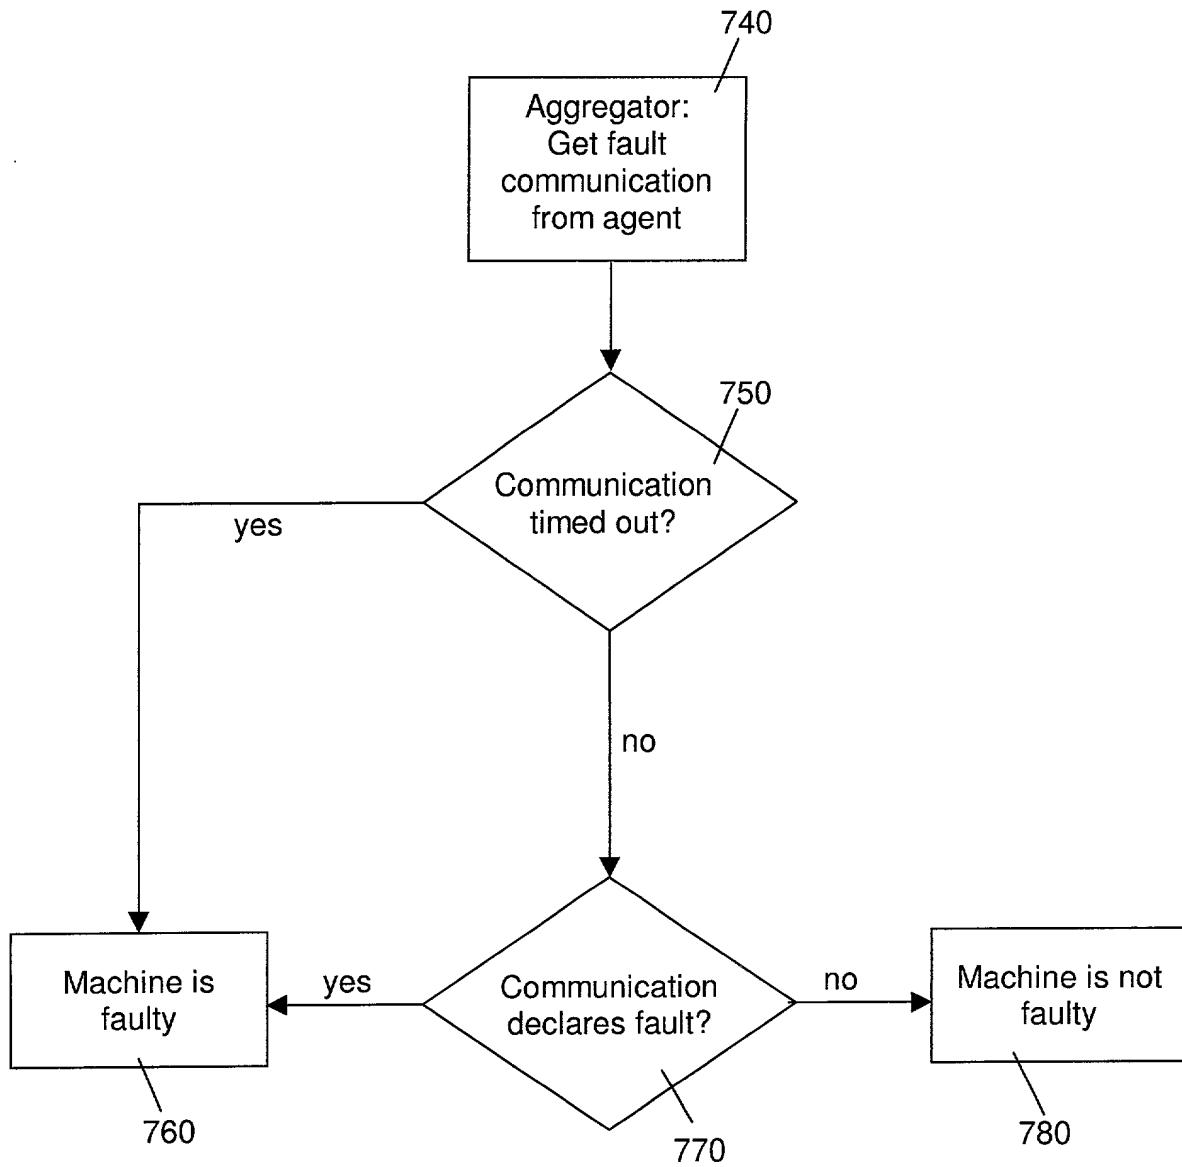 740
Aggregator:
Get fault
communication
from agent
750
Communication
timed out?
yes
no
Machine is
faulty
yes
Communication
declares fault?
no
Machine is not
faulty
760
770
780